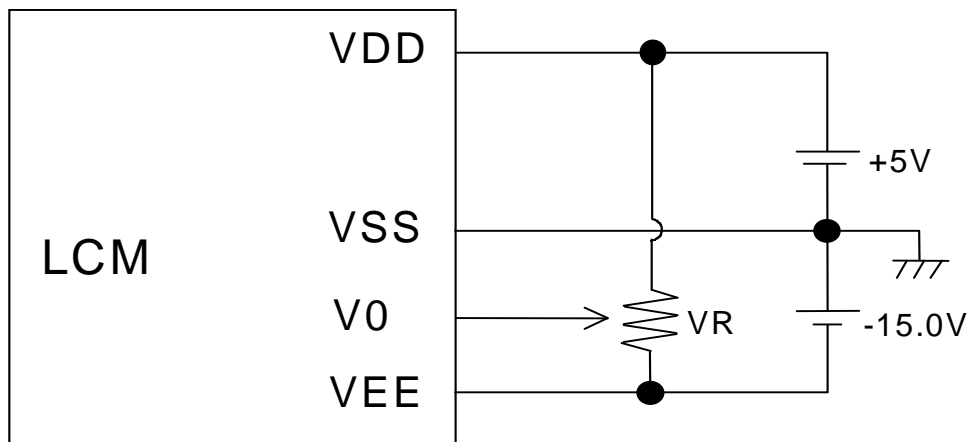 VDD
+5V
VSS
LCM
V0
VR
-15.0V
VEE